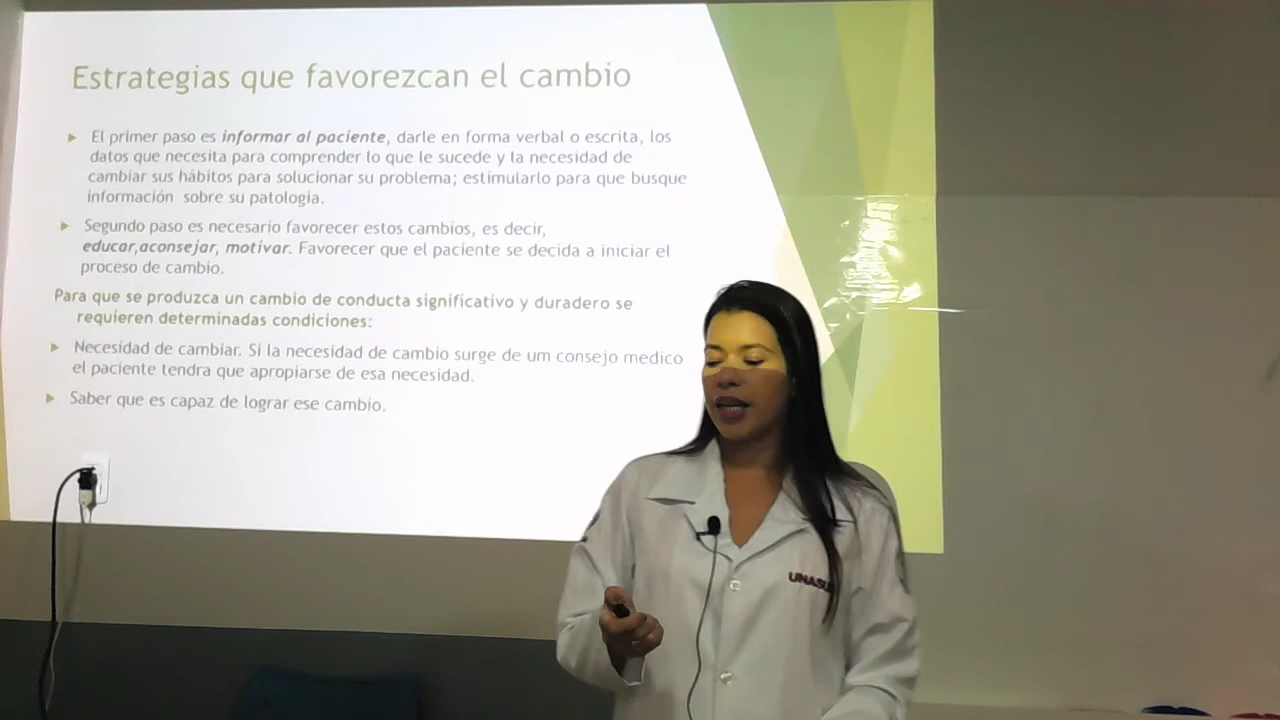 Estrategias que favorezcan el cambio
El primer paso es informar al paciente, darle en forma verbal o escrita, los
datos que necesita para comprender lo que le sucede y la necesidad de
cambiar sus hábitos para solucionar su problema; estimularlo para que busque
información sobre su patologia.
Segundo paso es necesario favorecer estos cambios, es decir,
educar,aconsejar, motivar. Favorecer que el paciente se decida a iniciar el
proceso de cambio.
Para que se produzca un cambio de conducta significativo y duradero se
requieren determinadas condiciones:
Necesidad de cambiar. Si la necesidad de cambio surge de um consejo medico
el paciente tendra que apropiarse de esa necesidad.
Saber que es capaz de lograr ese cambio.